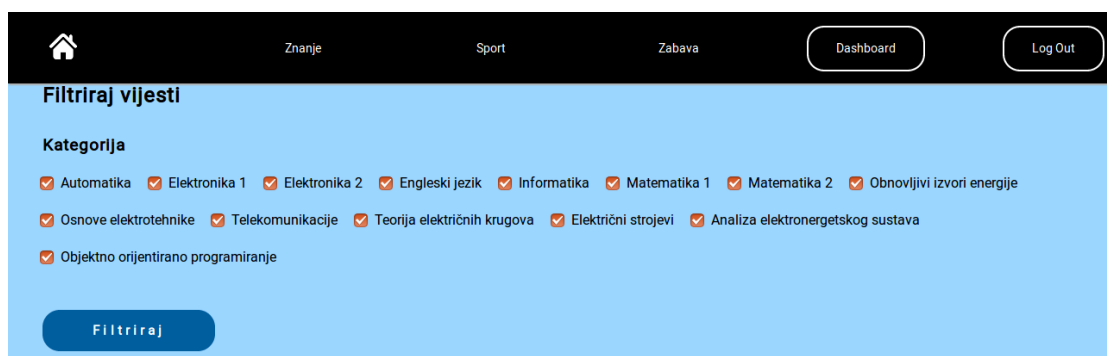 Znanje Sport Zabava Dashboard Log Out
Filtriraj vijesti
Kategorija
Automatika Elektronika 1 Elektronika 2 Engleski jezik Informatika Matematika 1 Matematika 2 Obnovljivi izvori energije
Osnove elektrotehnike Telekomunikacije Teorija električnih krugova Električni strojevi Analiza elektronergetskog sustava
Objektno orijentirano programiranje
Filtriraj